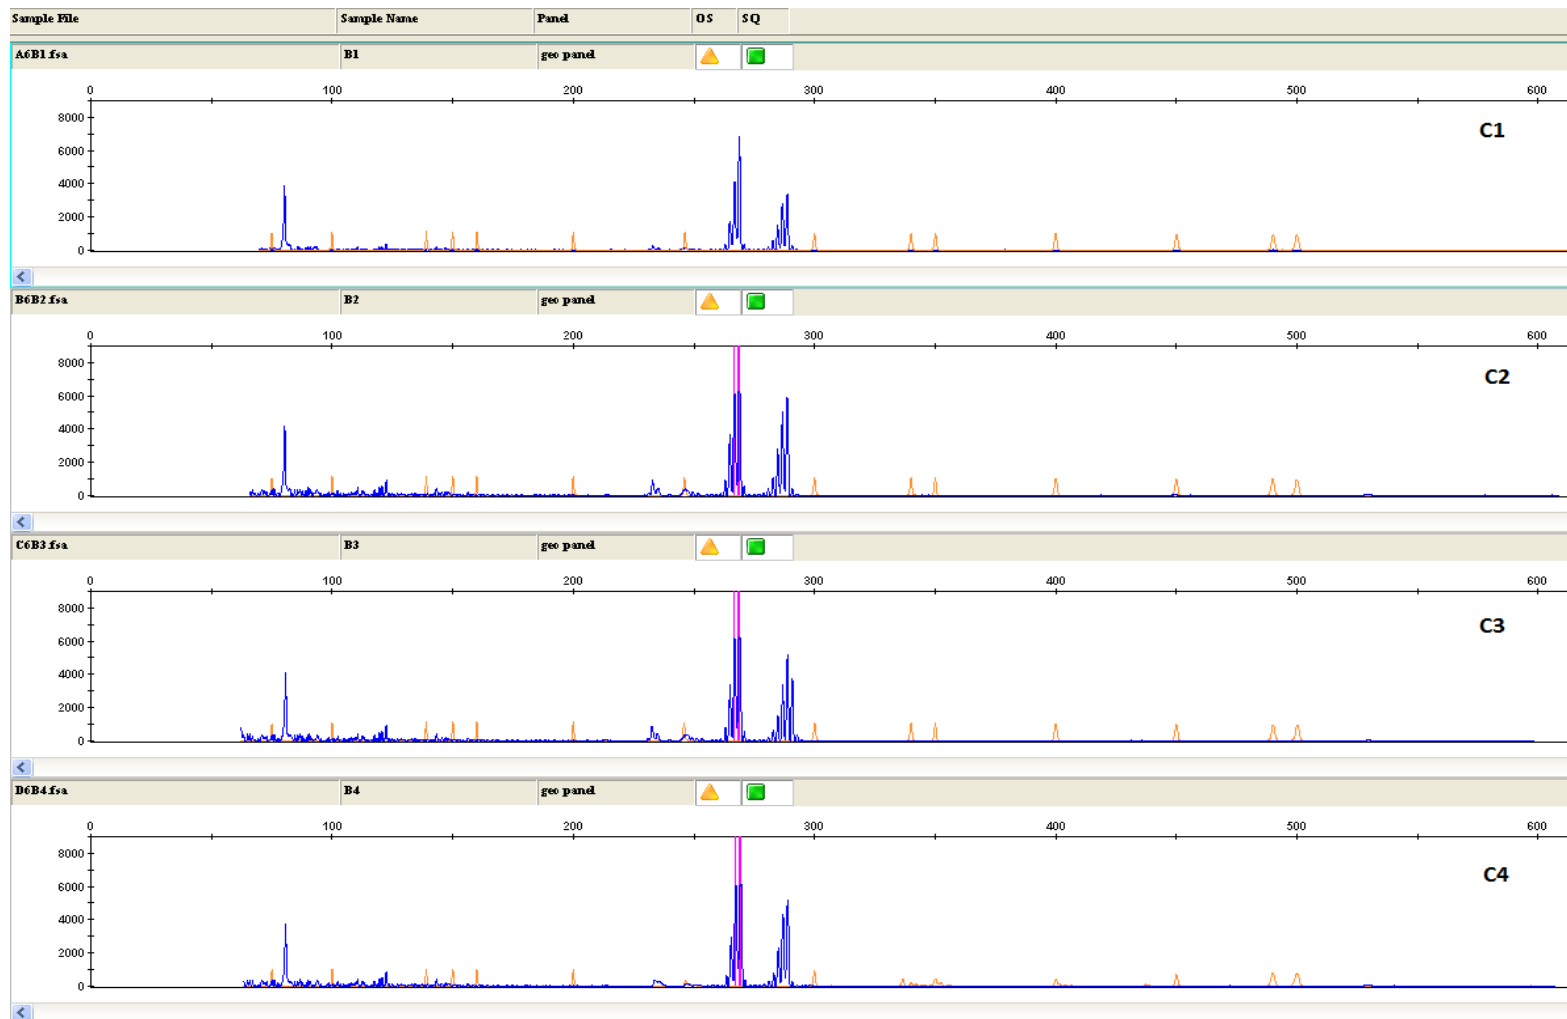 Sample File Sample Name Panel OS SQ
A6B1.fsa B1 geo panel
0 100 200 300 400 500 600
8000
C1
6000
4000
2000
0
B6B2.fsa B2 geo panel
0 100 200 300 400 500 600
8000
C2
6000
4000
2000
0
C6B3.fsa B3 geo panel
0 100 200 300 400 500 600
8000
C3
6000
4000
2000
0
D6B4.fsa B4 geo panel
0 100 200 300 400 500 600
8000
C4
6000
4000
2000
0